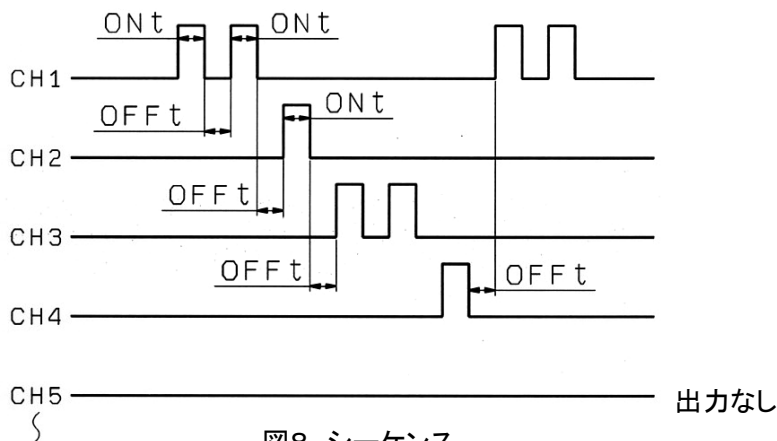 ONt ONt
CH1
OFFt ONt
CH2
OFFt
CH3
OFFt OFFt
CH4
CH5 出力なし
図8 シーケンス